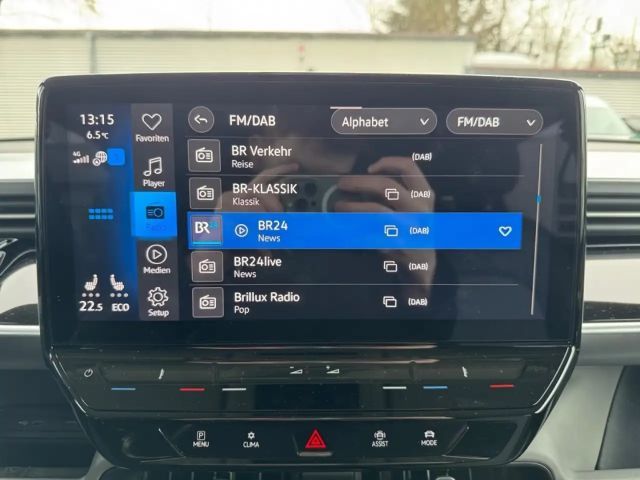 13:15
6.5°C
4G
22.5 ECO
Favoriten
Player
Radio
Medien
Setup
FM/DAB
Alphabet
FM/DAB
BR Verkehr
Reise
(DAB)
BR-KLASSIK
Klassik
(DAB)
BR24
News
(DAB)
BR24live
News
(DAB)
Brillux Radio
Pop
(DAB)
P
MENU
CLIMA
ASSIST
MODE